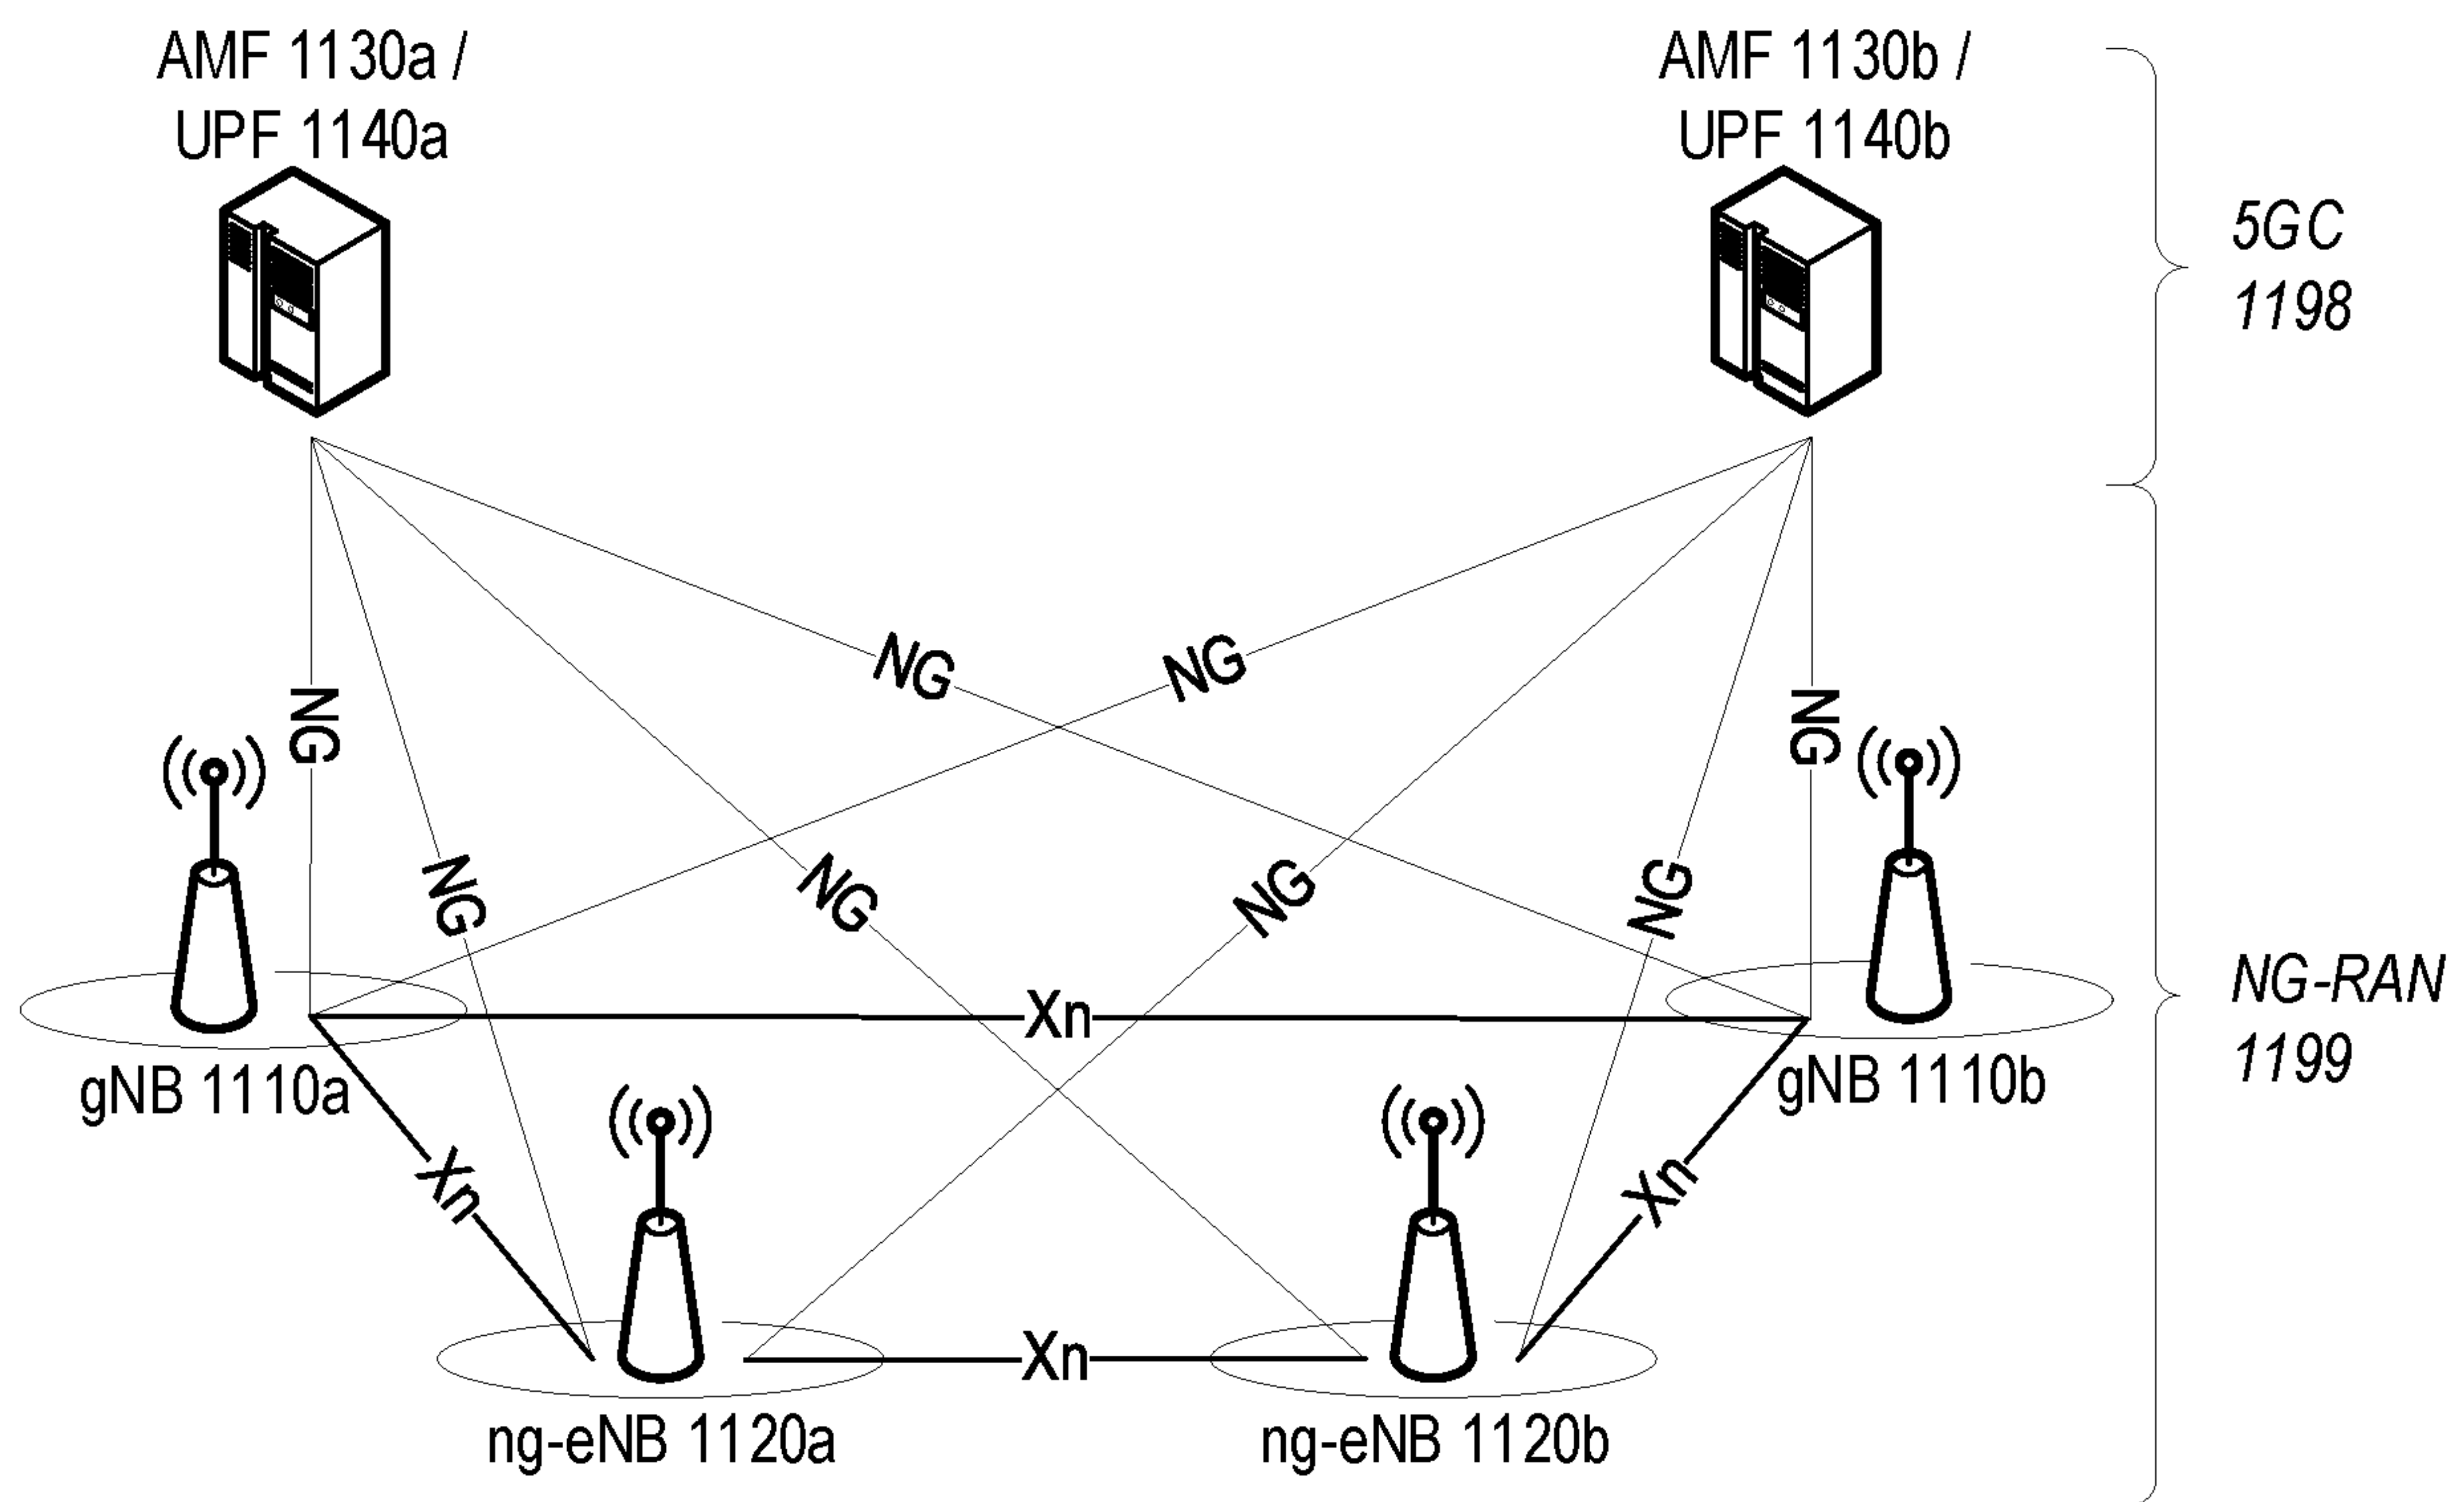 AMF 1130a /
UPF 1140a
AMF 1130b /
UPF 1140b
5GC
1198
NG
NG
NG
NG
NG
NG
NG
NG
Xn
gNB 1110a
gNB 1110b
NG-RAN
1199
Xn
Xn
Xn
ng-eNB 1120a
ng-eNB 1120b